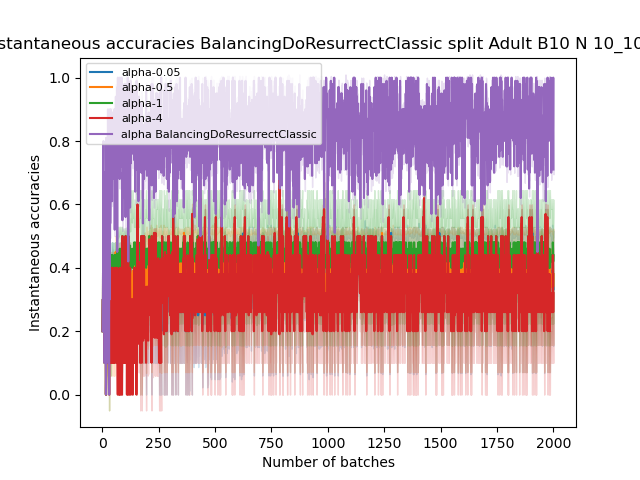 stantaneous accuracies BalancingDoResurrectClassic split Adult B10 N 10_10
alpha-0.05
alpha-0.5
alpha-1
alpha-4
alpha BalancingDoResurrectClassic
Instantaneous accuracies
1.0
0.8
0.6
0.4
0.2
0.0
0 250 500 750 1000 1250 1500 1750 2000
Number of batches